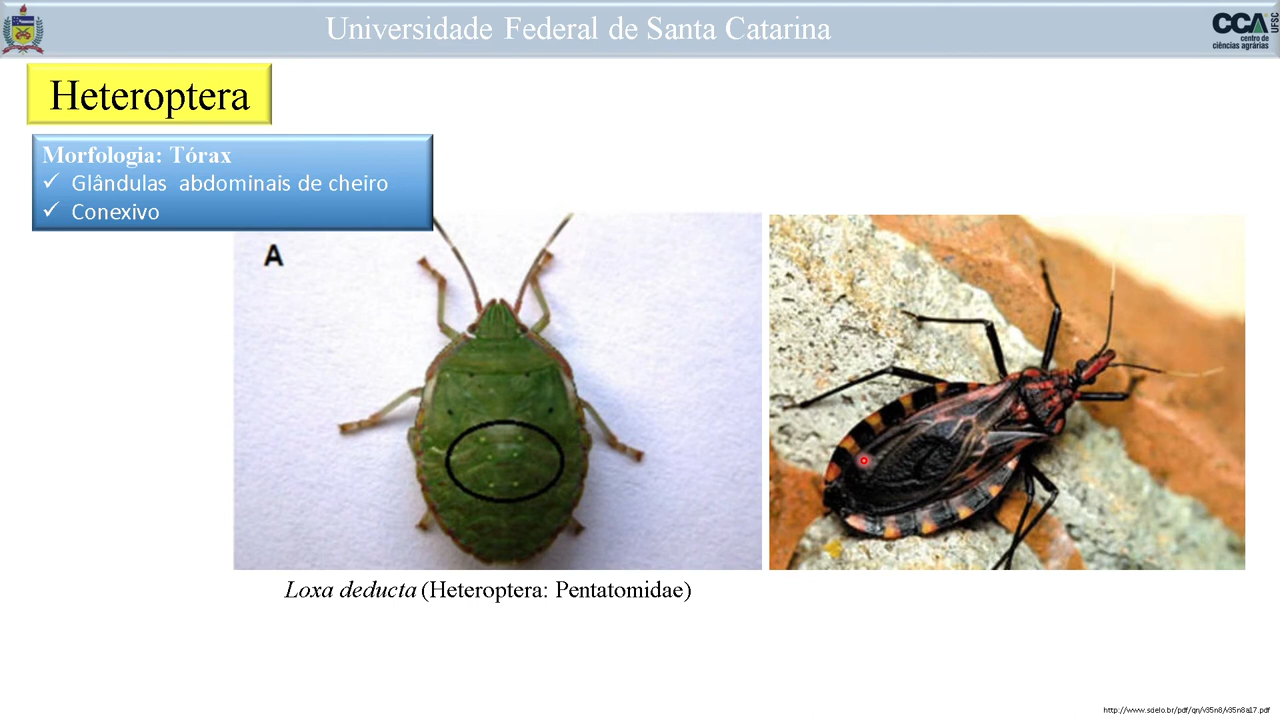 Universidade Federal de Santa Catarina
CCA
UFSC
centro de
ciências agrárias
Heteroptera
Morfologia: Tórax
✓ Glândulas abdominais de cheiro
✓ Conexivo
A
Loxa deducta (Heteroptera: Pentatomidae)
http://www.scielo.br/pdf/qn/v35n8/v35n8a17.pdf